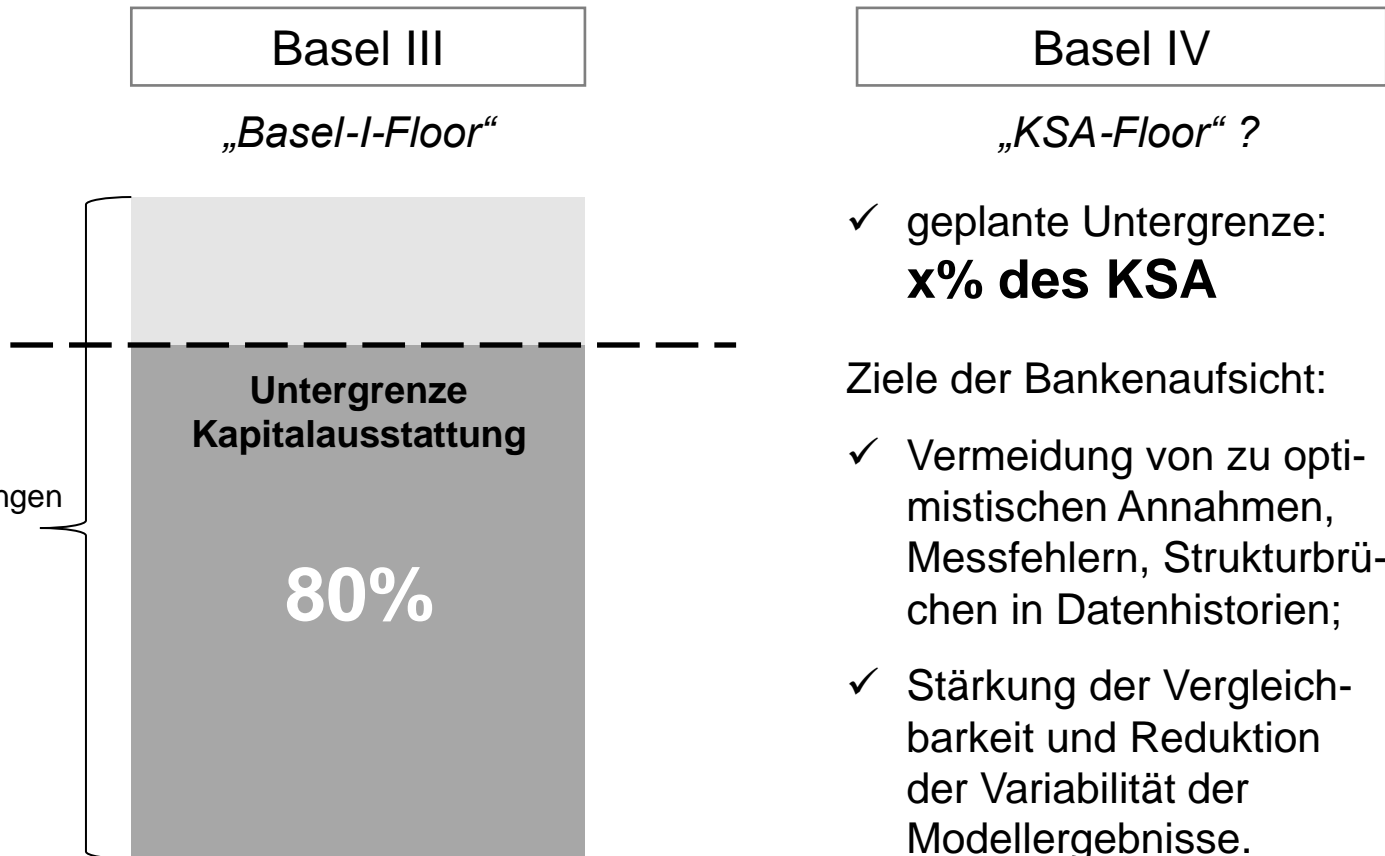 Basel III
„Basel-I-Floor“
Untergrenze
Kapitalausstattung
ngen
80%
Basel IV
„KSA-Floor“ ?
✓ geplante Untergrenze:
x% des KSA
Ziele der Bankenaufsicht:
✓ Vermeidung von zu opti-
mistischen Annahmen,
Messfehlern, Strukturbrü-
chen in Datenhistorien;
✓ Stärkung der Vergleich-
barkeit und Reduktion
der Variabilität der
Modellergebnisse.